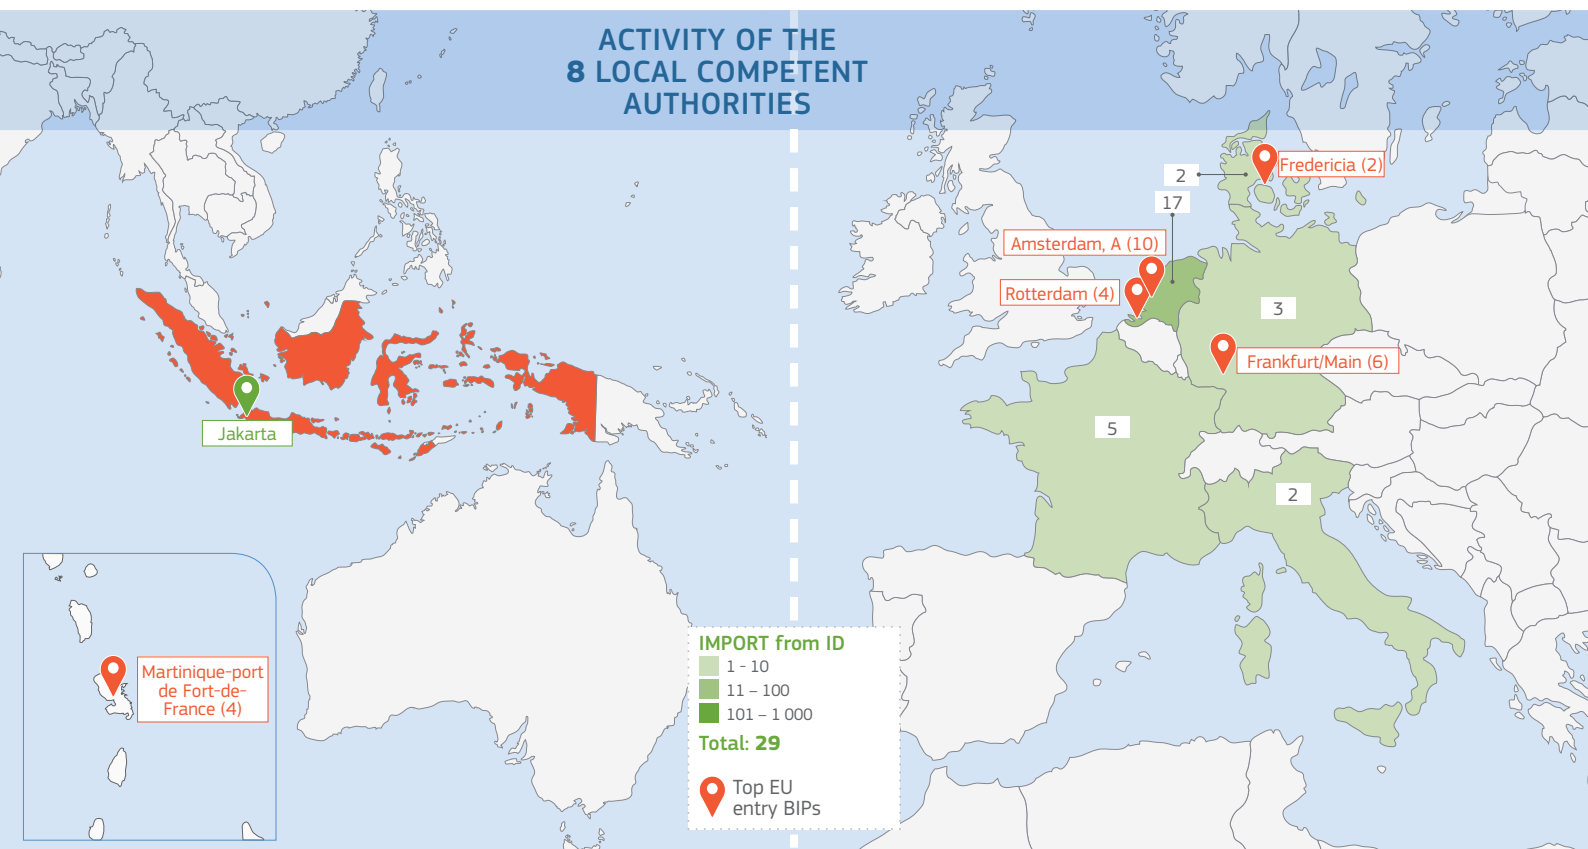 ACTIVITY OF THE
8 LOCAL COMPETENT
AUTHORITIES
Fredericia (2)
2
17
Amsterdam, A (10)
Rotterdam (4)
3
Frankfurt/Main (6)
5
2
Jakarta
Martinique-port
de Fort-de-
France (4)
IMPORT from ID
1 - 10
11 – 100
101 – 1 000
Total: 29
Top EU
entry BIPs